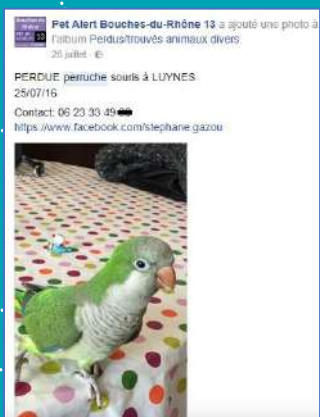 Pet Alert Bouches-du-Rhône 13 a ajouté une photo à
l'album Perdus/trouvés animaux divers.
26 juillet ·
PERDUE perruche souris à LUYNES
25/07/16
Contact: 06 23 33 49
https://www.facebook.com/stephane.gazou